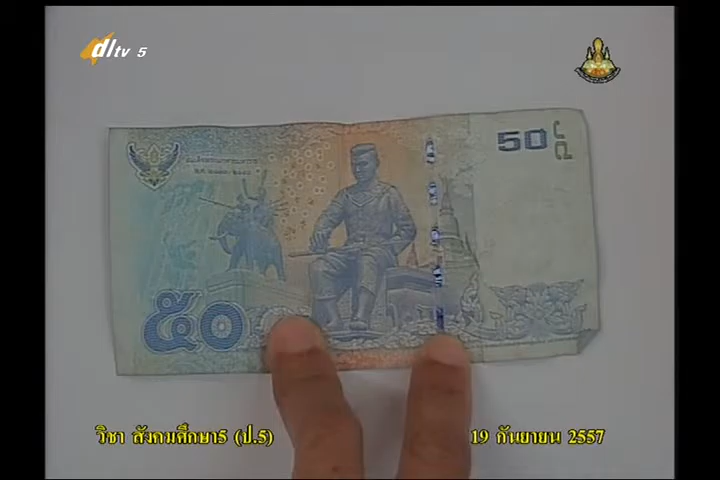 dltv 5
50
๕๐
วิชา สังคมศึกษา5 (ป.5)
19 กันยายน 2557